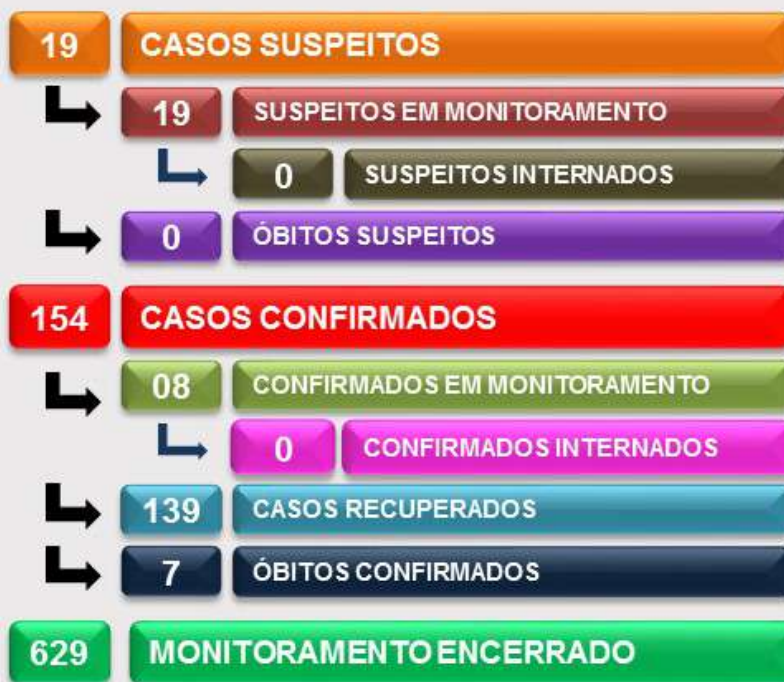 19 CASOS SUSPEITOS
19 SUSPEITOS EM MONITORAMENTO
0 SUSPEITOS INTERNADOS
0 ÓBITOS SUSPEITOS
154 CASOS CONFIRMADOS
08 CONFIRMADOS EM MONITORAMENTO
0 CONFIRMADOS INTERNADOS
139 CASOS RECUPERADOS
7 ÓBITOS CONFIRMADOS
629 MONITORAMENTO ENCERRADO